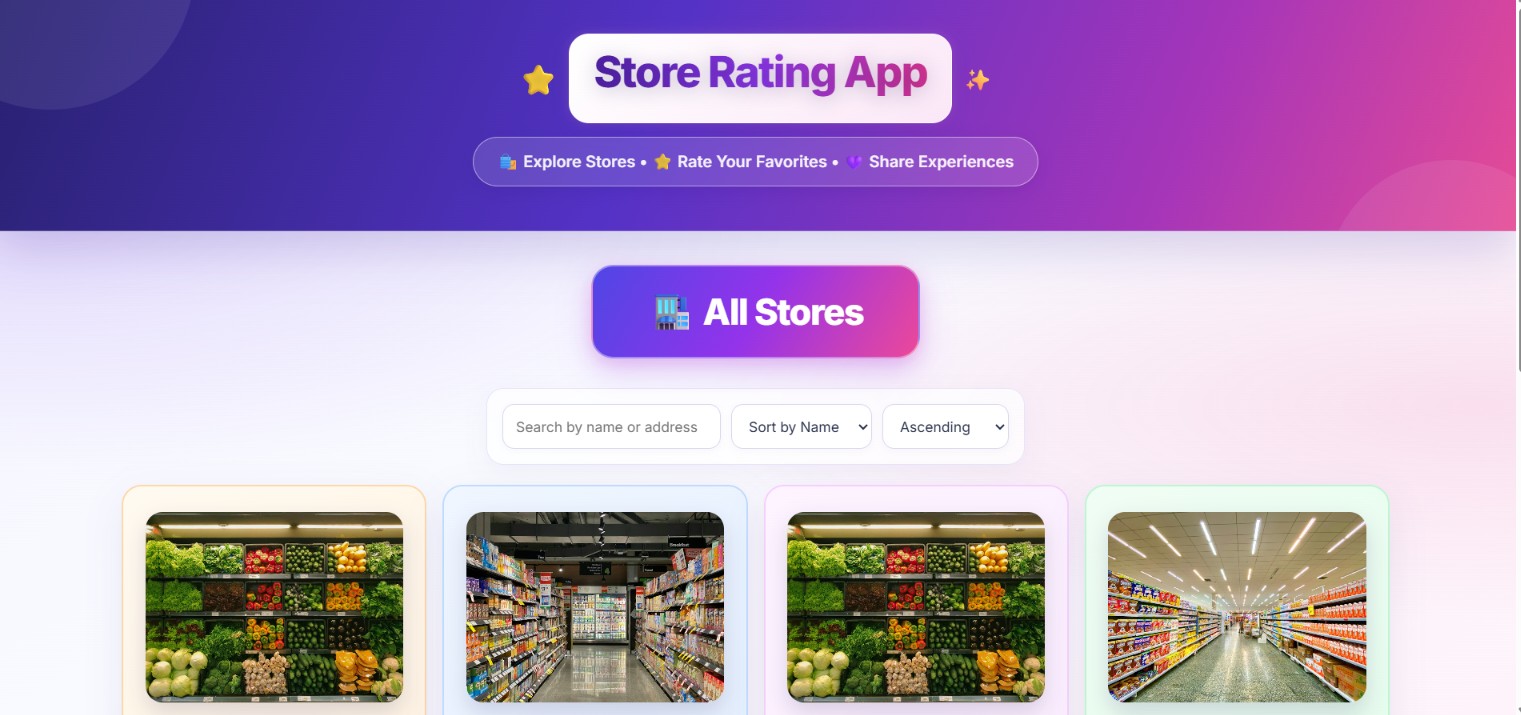 Store Rating App
Explore Stores • Rate Your Favorites • Share Experiences
All Stores
Search by name or address
Sort by Name
Ascending